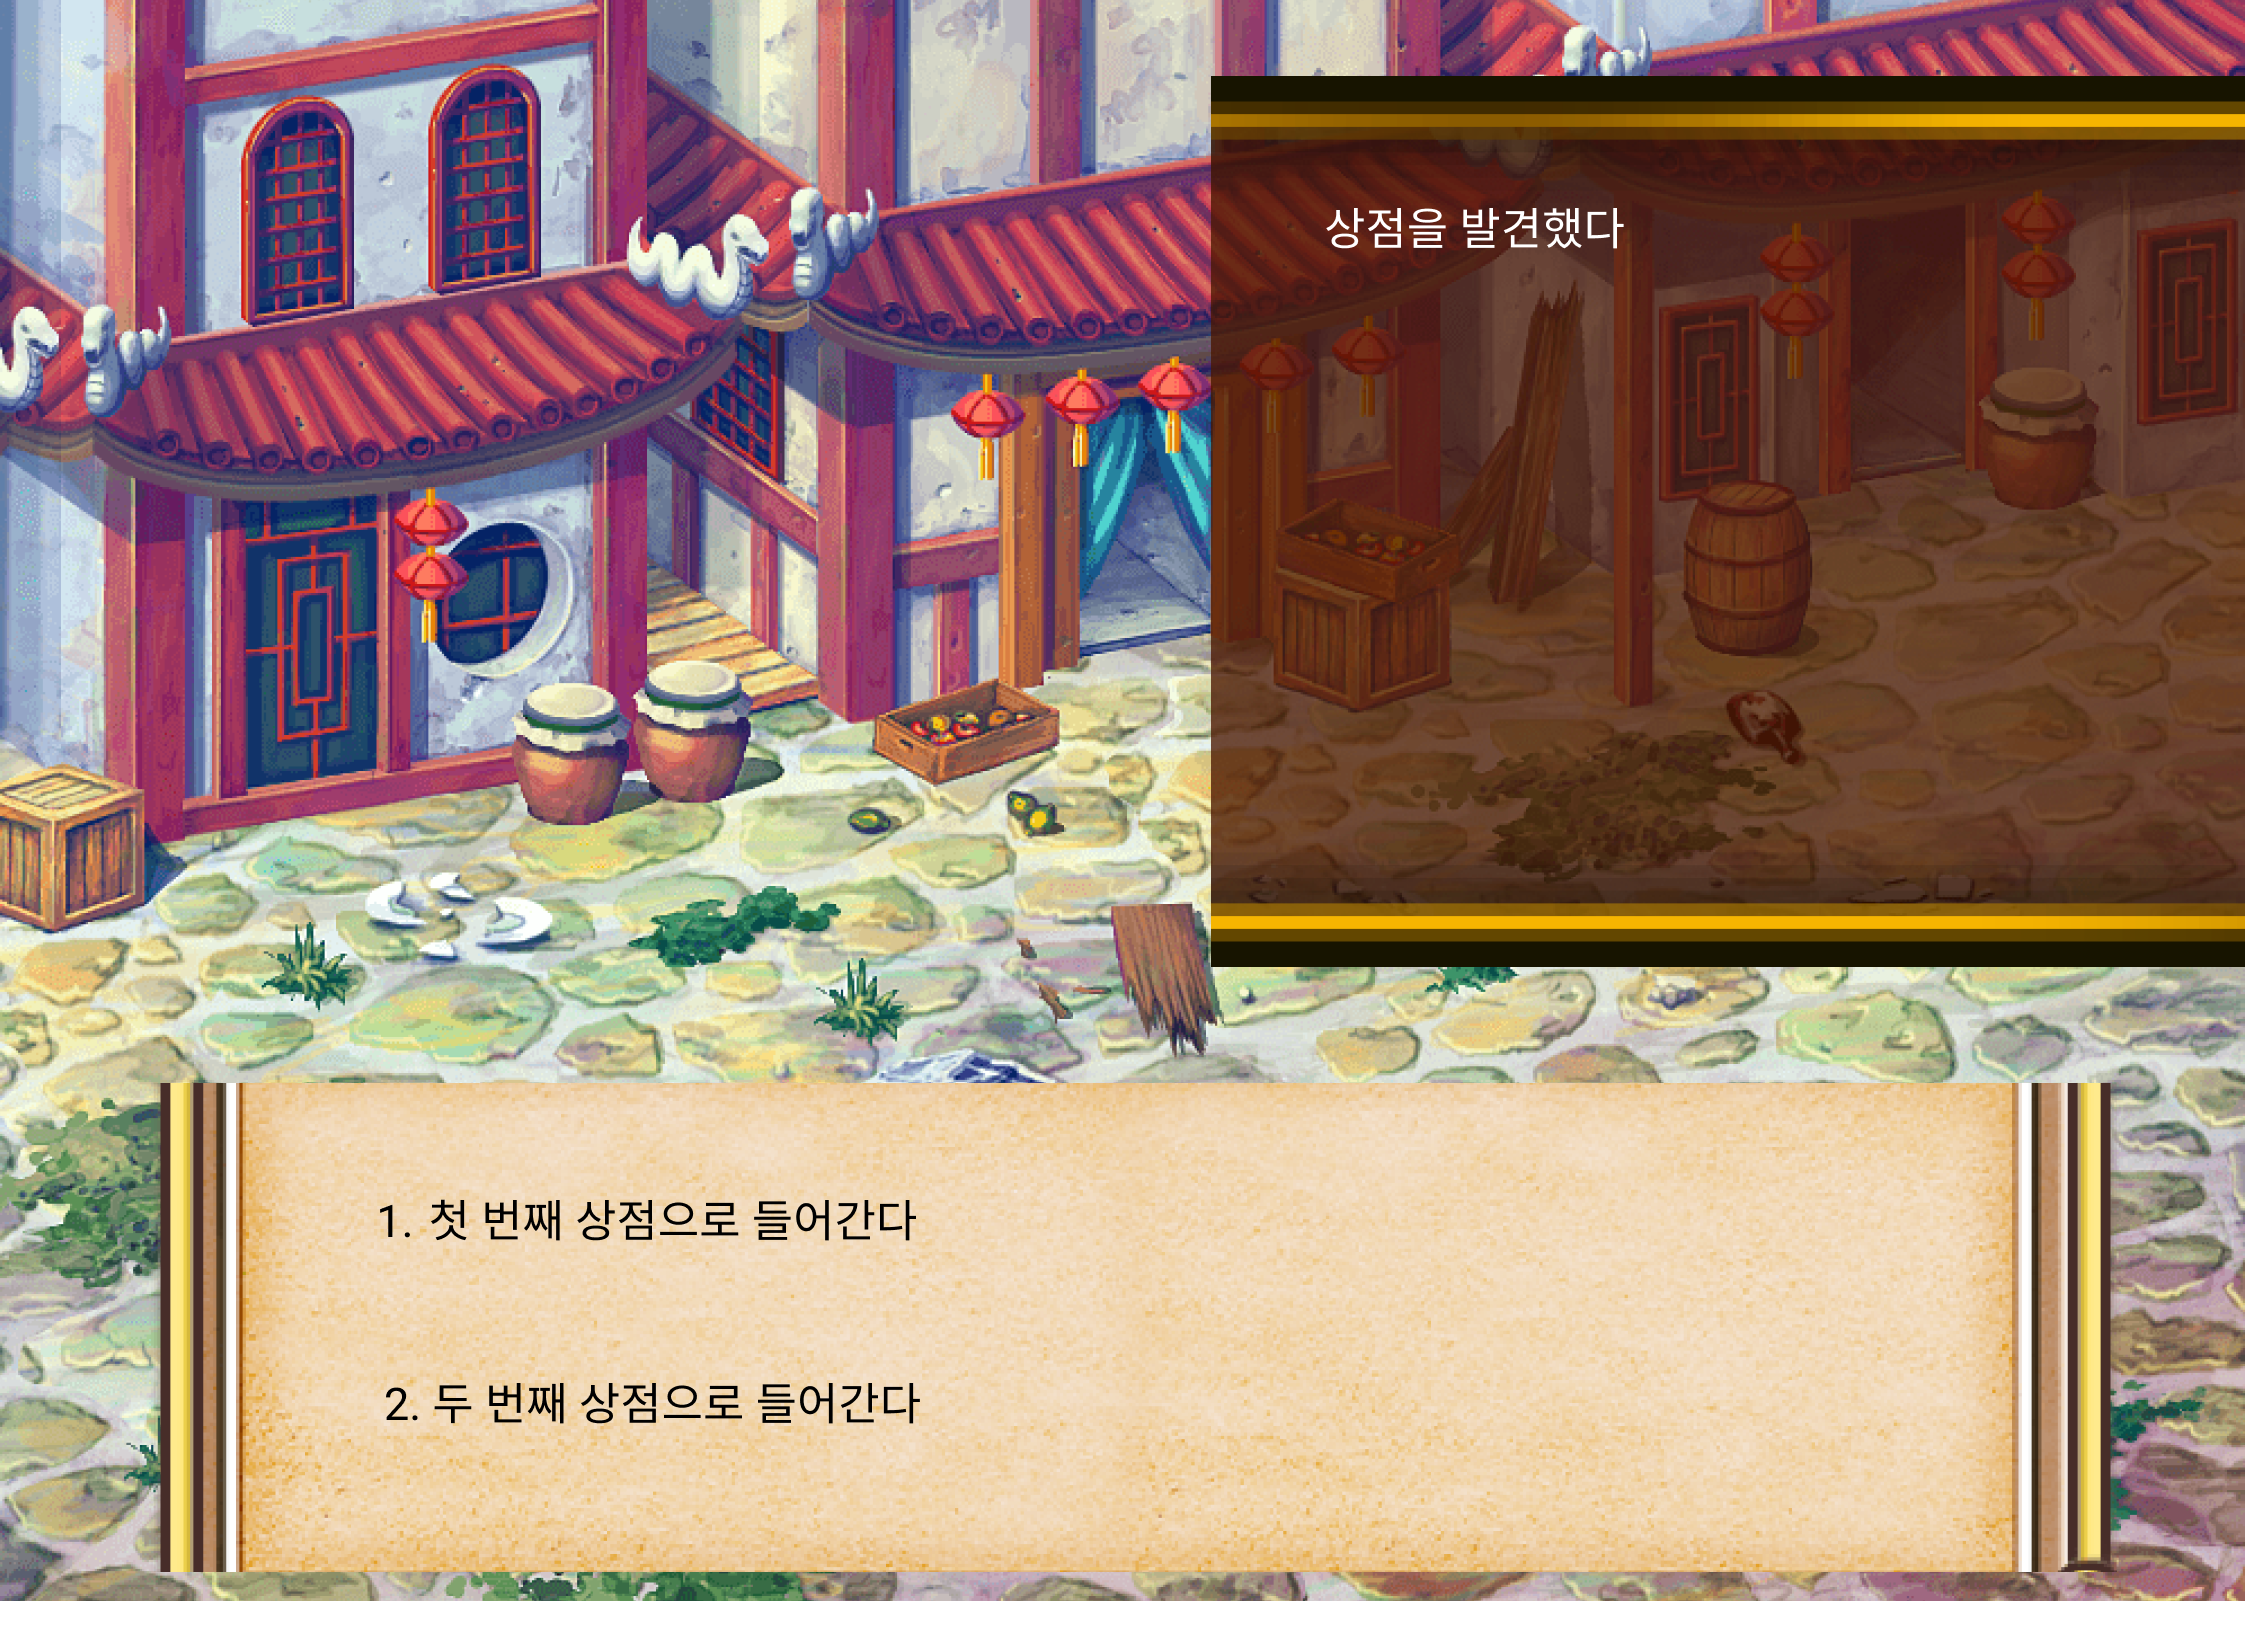 상점을 발견했다
1. 첫 번째 상점으로 들어간다
2. 두 번째 상점으로 들어간다